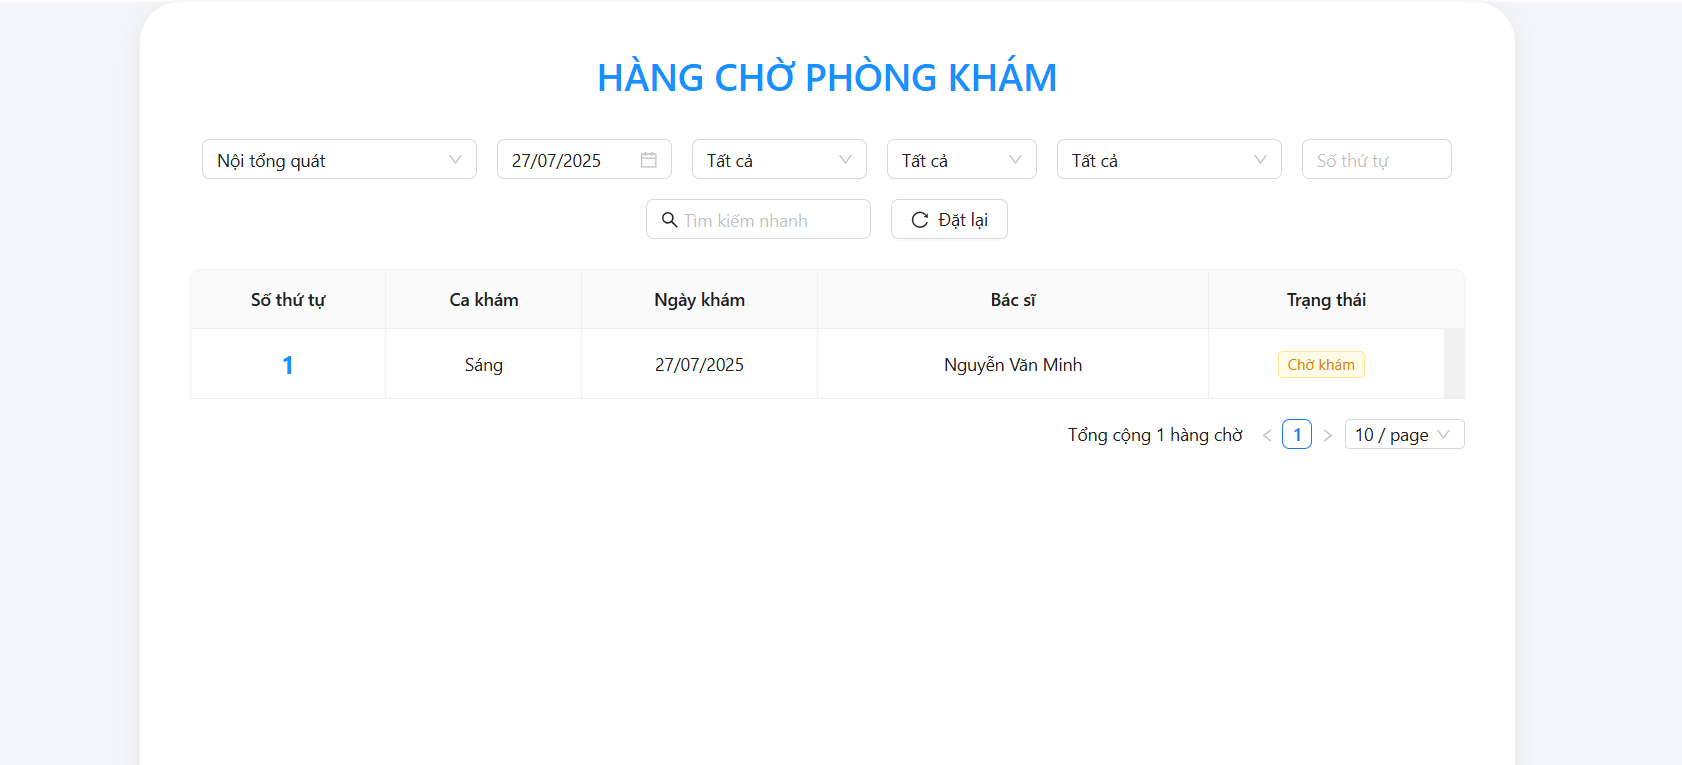 HÀNG CHỜ PHÒNG KHÁM
Nội tổng quát 27/07/2025 Tất cả Tất cả Tất cả Số thứ tự
Tìm kiếm nhanh Đặt lại
Số thứ tự Ca khám Ngày khám Bác sĩ Trạng thái
1 Sáng 27/07/2025 Nguyễn Văn Minh Chờ khám
Tổng cộng 1 hàng chờ < 1 > 10 / page